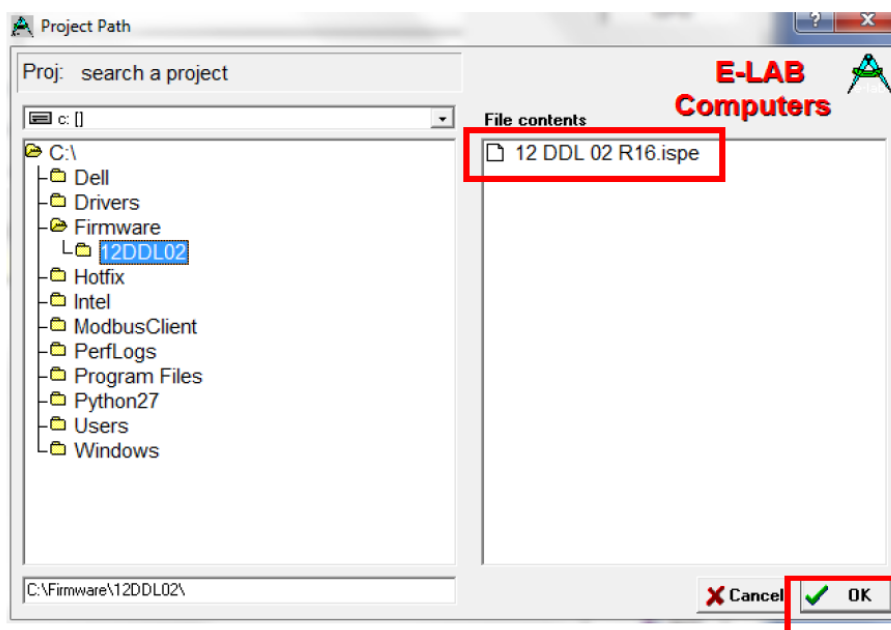 Project Path
?
X
Proj: search a project
E-LAB
Computers
c: []
File contents
C:\
Dell
Drivers
Firmware
12DDL02
Hotfix
Intel
ModbusClient
PerfLogs
Program Files
Python27
Users
Windows
12 DDL 02 R16.ispe
C:\Firmware\12DDL02\
Cancel
OK